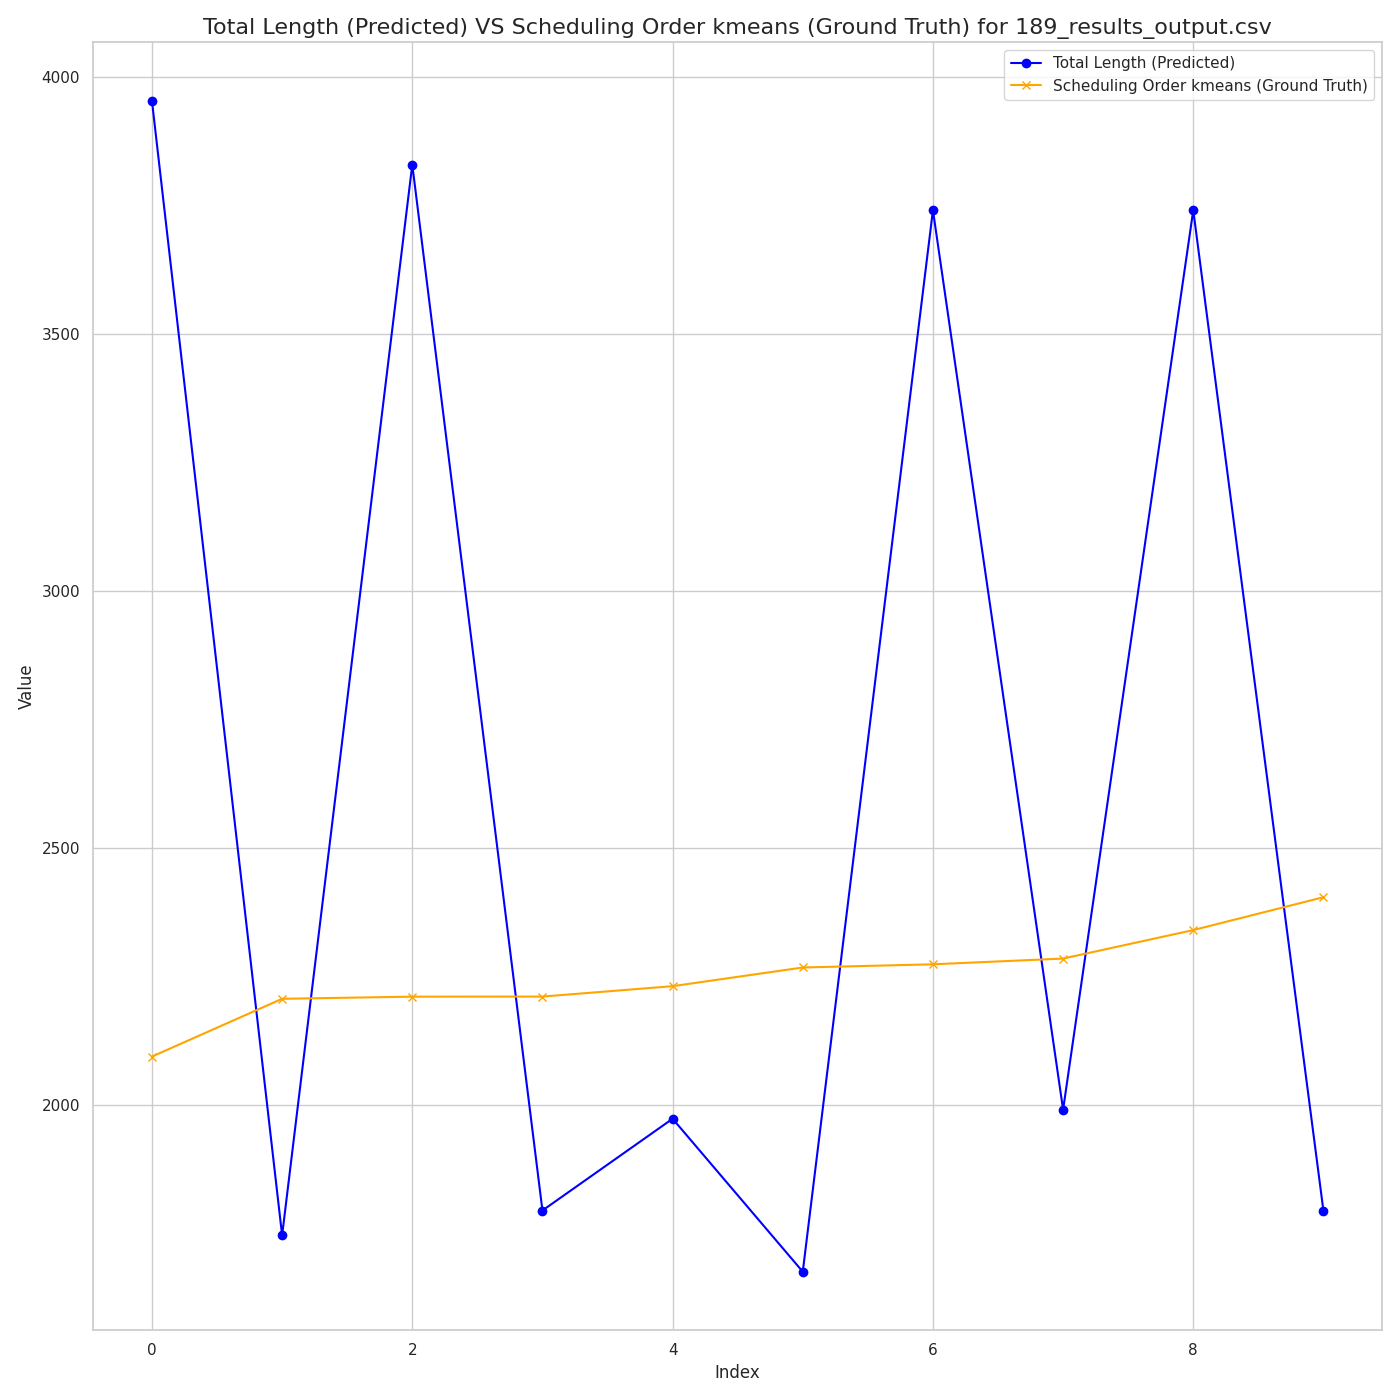 Total Length (Predicted) VS Scheduling Order kmeans (Ground Truth) for 189_results_output.csv
Total Length (Predicted)
Scheduling Order kmeans (Ground Truth)
4000
3500
3000
2500
2000
Value
0 2 4 6 8
Index